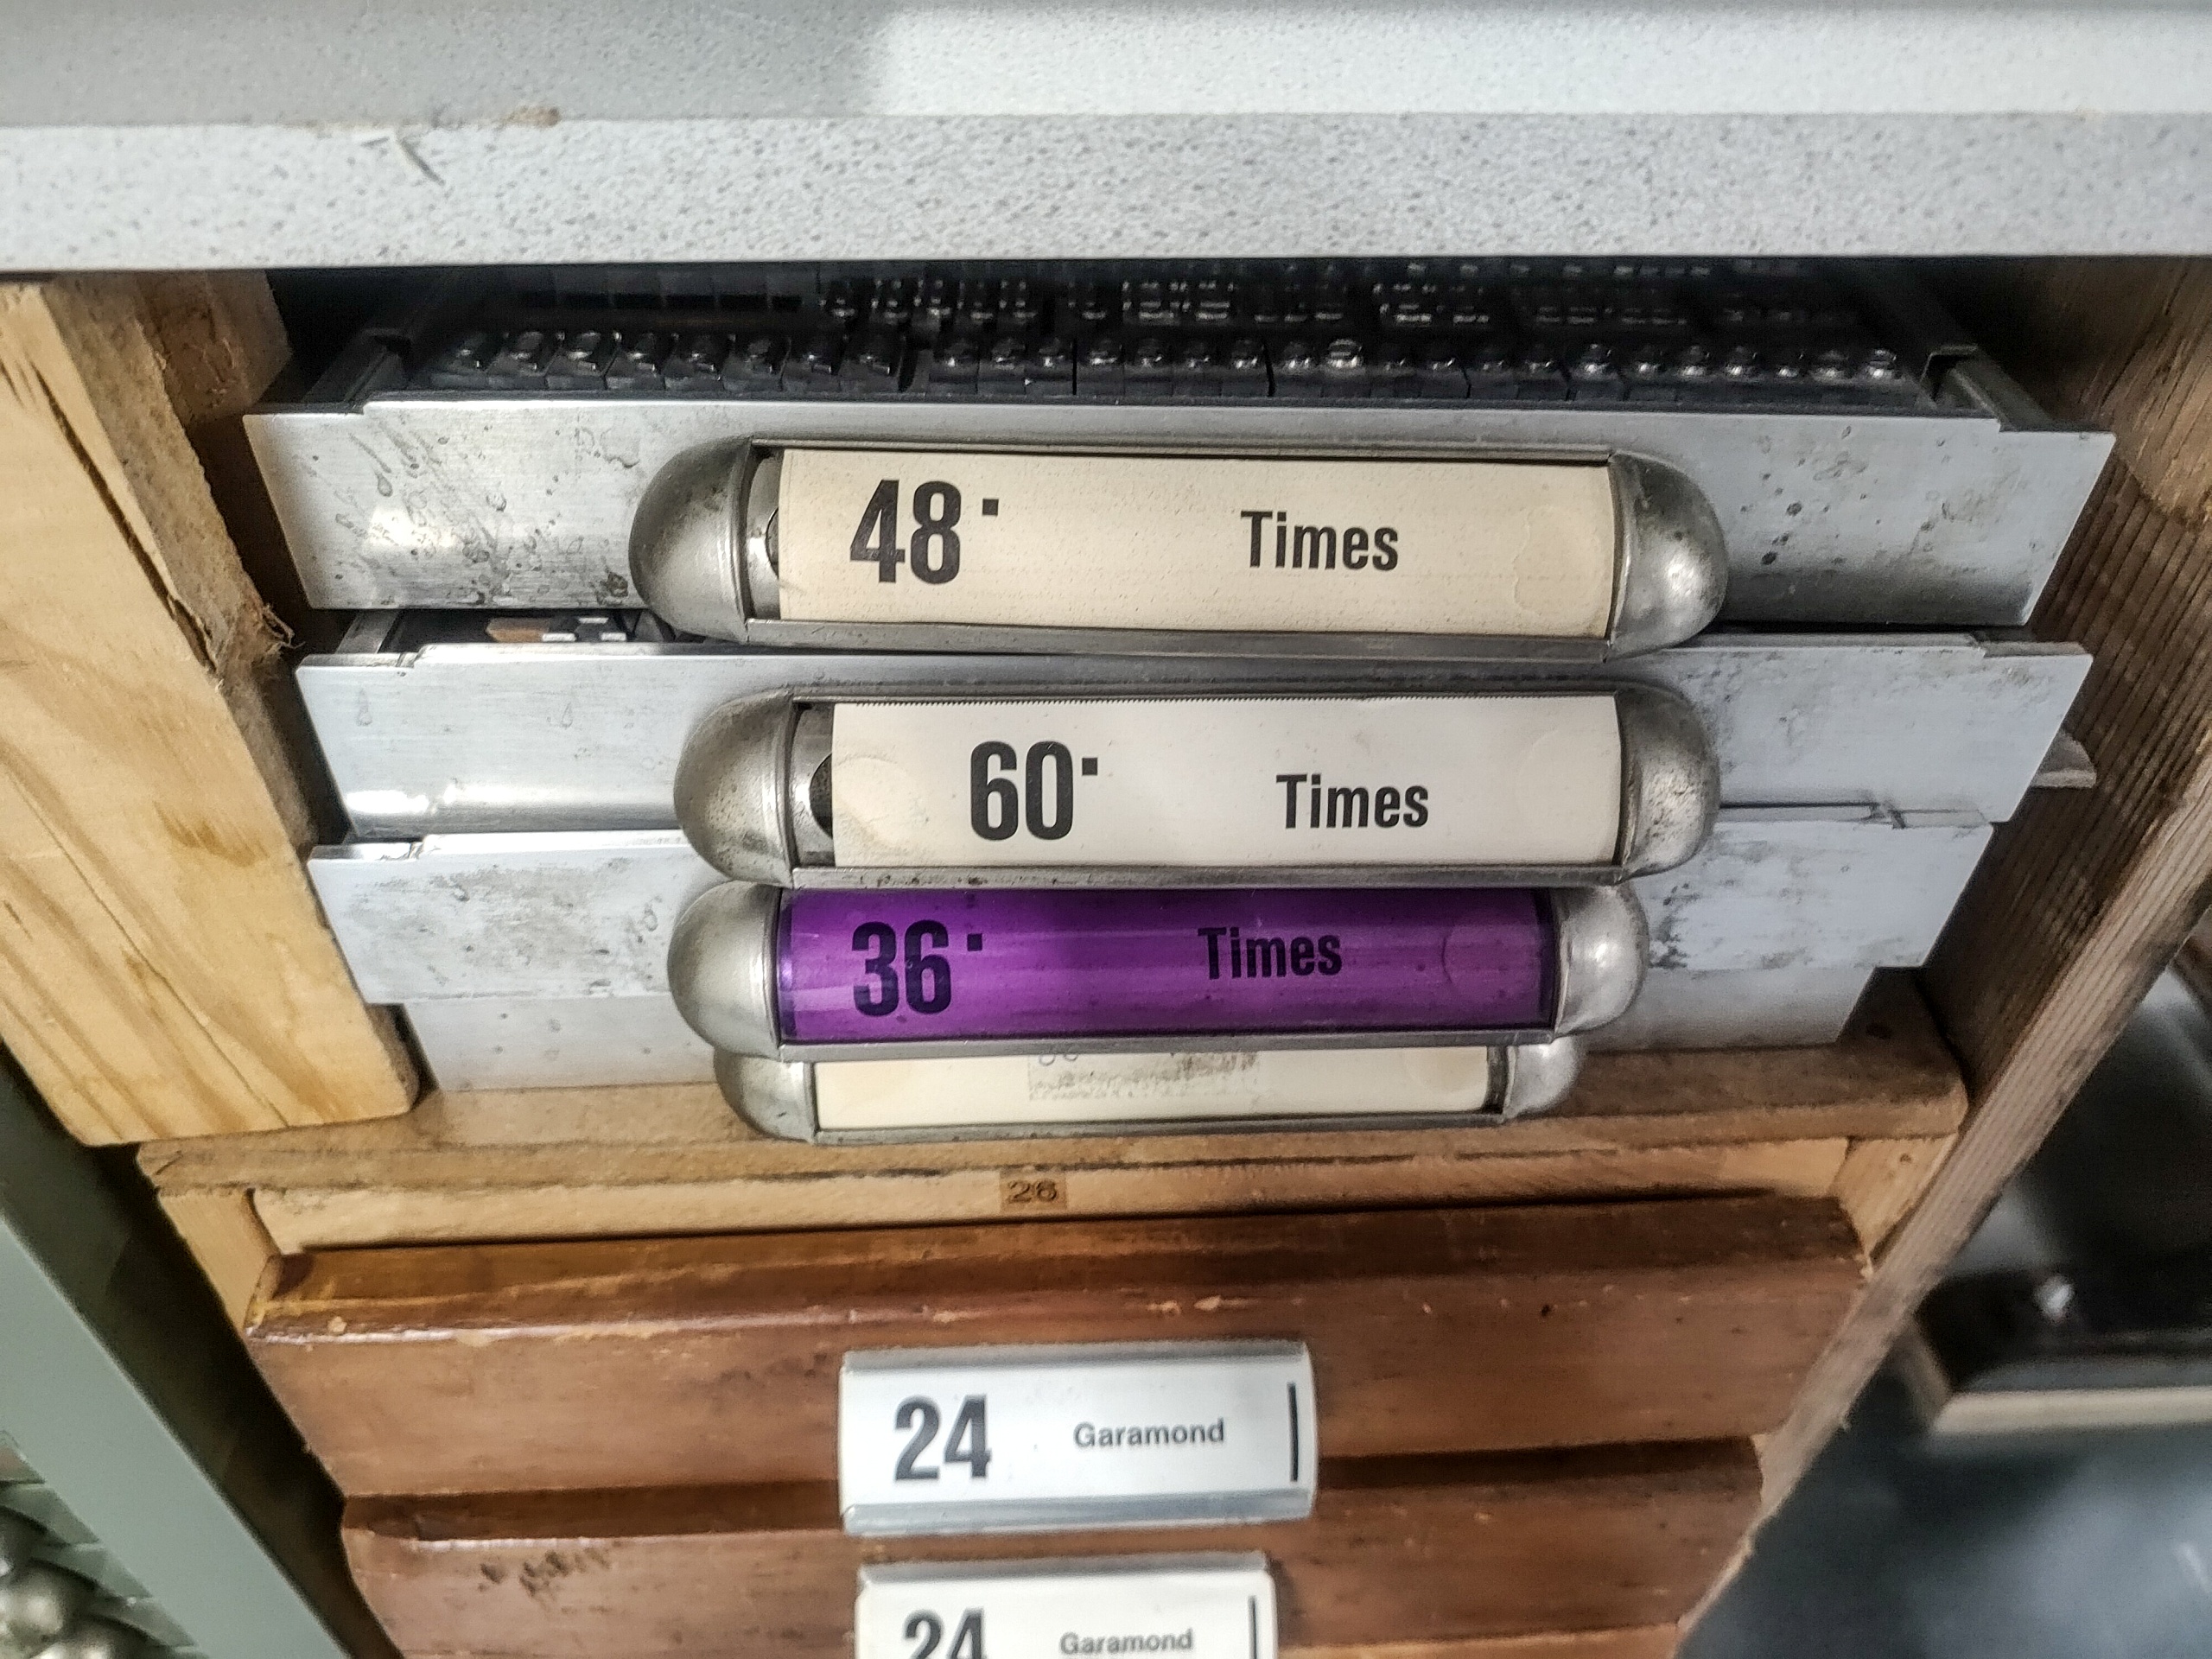 48· Times
60· Times
36· Times
26
24 Garamond
24 Garamond